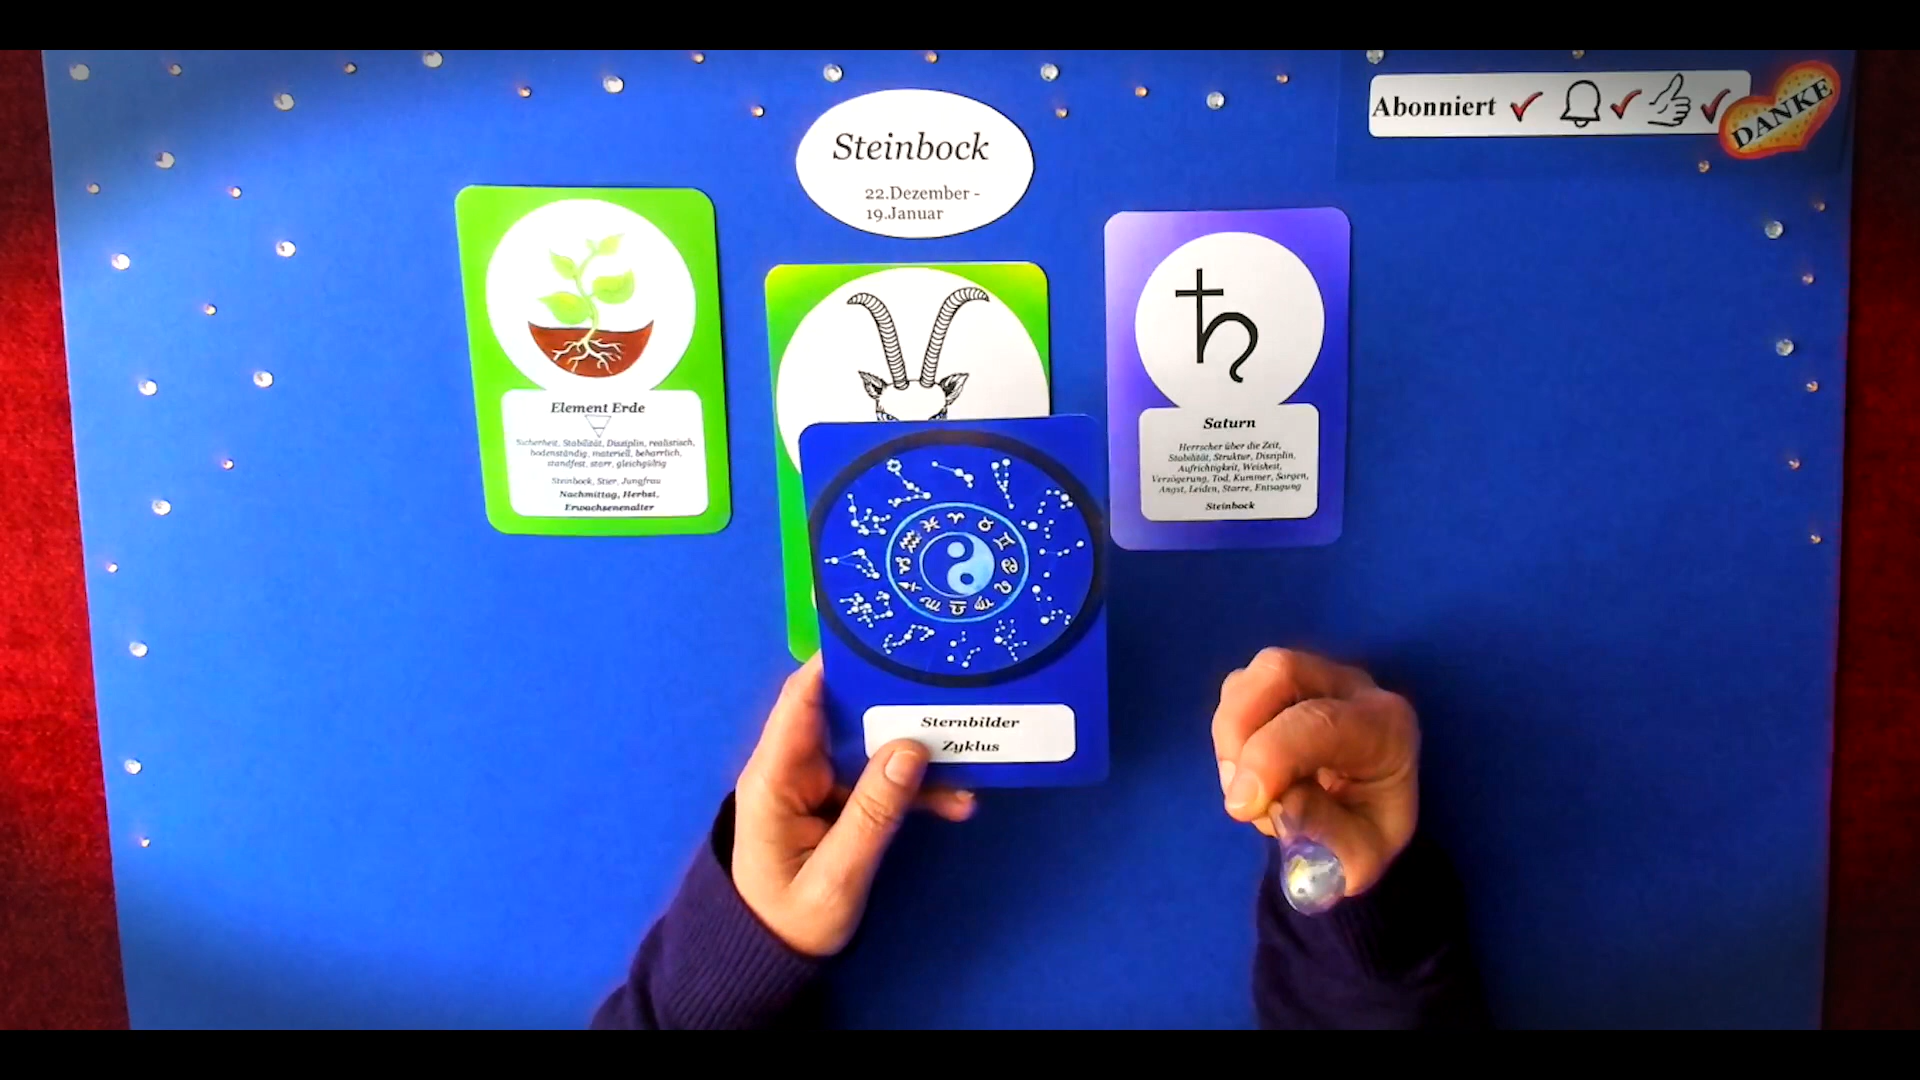 Abonniert
DANKE
Steinbock
22.Dezember -
19.Januar
Element Erde
Sicherheit, Stabilität, Disziplin, realistisch,
bodenständig, materiell, beharrlich,
standfest, starr, gleichgültig
Steinbock, Stier, Jungfrau
Nachmittag, Herbst,
Erwachsenenalter
Saturn
Herrscher über die Zeit,
Stabilität, Struktur, Disziplin,
Aufrichtigkeit, Weisheit,
Verzögerung, Tod, Kummer, Sorgen,
Angst, Leiden, Starre, Entsagung
Steinbock
Sternbilder
Zyklus